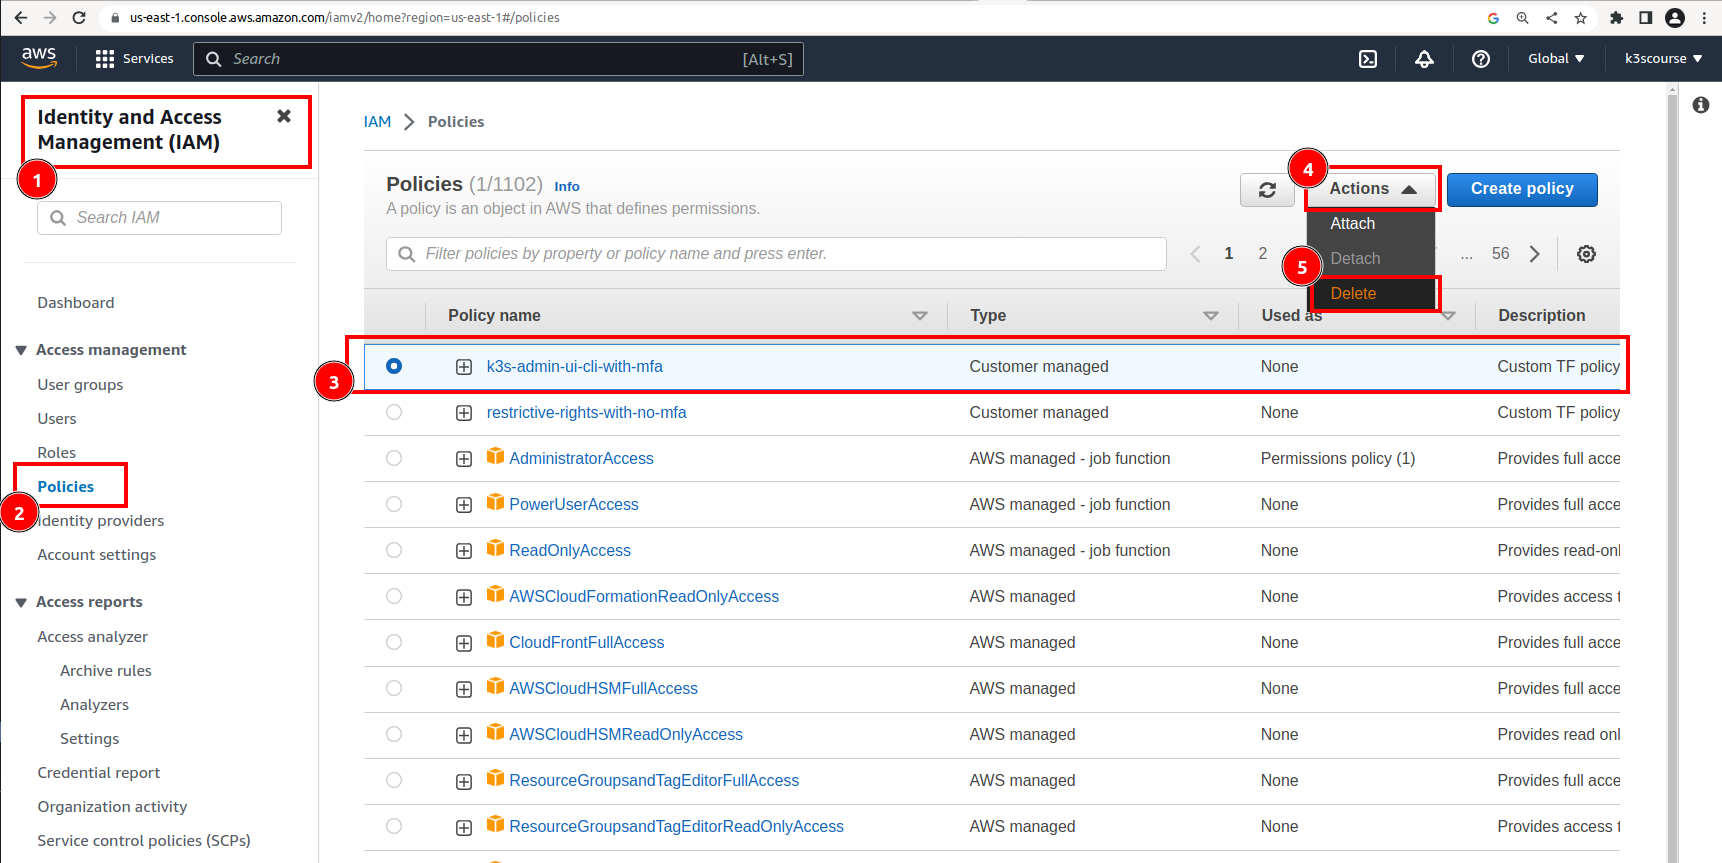 us-east-1.console.aws.amazon.com/iamv2/home?region=us-east-1#/policies
aws
Services
Search
[Alt+S]
Global
k3scourse
Identity and Access
Management (IAM)
1
Search IAM
Dashboard
Access management
User groups
Users
Roles
Policies
2
Identity providers
Account settings
Access reports
Access analyzer
Archive rules
Analyzers
Settings
Credential report
Organization activity
Service control policies (SCPs)
IAM
Policies
Policies (1/1102) Info
A policy is an object in AWS that defines permissions.
4
Actions
Create policy
Attach
Detach
5
Delete
Filter policies by property or policy name and press enter.
1 2 ... 56
Policy name Type Used as Description
3
k3s-admin-ui-cli-with-mfa Customer managed None Custom TF policy
restrictive-rights-with-no-mfa Customer managed None Custom TF policy
AdministratorAccess AWS managed - job function Permissions policy (1) Provides full acce
PowerUserAccess AWS managed - job function None Provides full acce
ReadOnlyAccess AWS managed - job function None Provides read-onl
AWSCloudFormationReadOnlyAccess AWS managed None Provides access t
CloudFrontFullAccess AWS managed None Provides full acce
AWSCloudHSMFullAccess AWS managed None Provides full acce
AWSCloudHSMReadOnlyAccess AWS managed None Provides read onl
ResourceGroupsandTagEditorFullAccess AWS managed None Provides full acce
ResourceGroupsandTagEditorReadOnlyAccess AWS managed None Provides access t